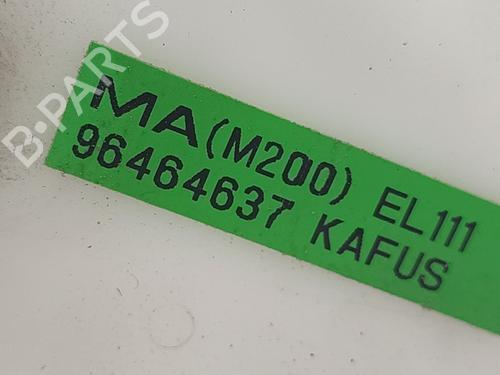 B-PARTS
MA(M200) EL111
96464637 KAFUS